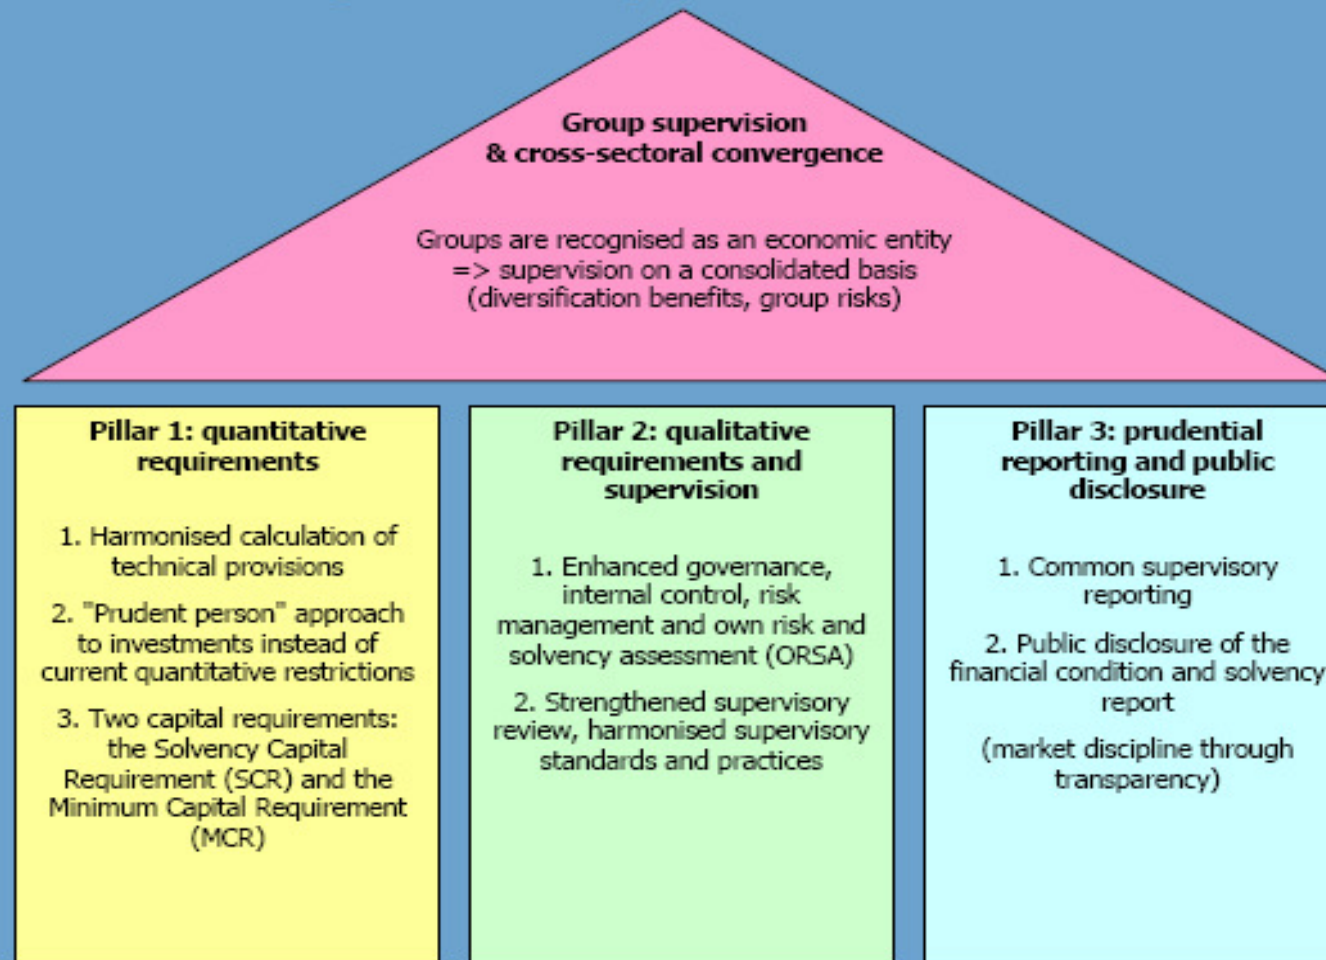 Group supervision
& cross-sectoral convergence
Groups are recognised as an economic entity
=> supervision on a consolidated basis
(diversification benefits, group risks)
Pillar 1: quantitative
requirements
1. Harmonised calculation of
technical provisions
2. "Prudent person" approach
to investments instead of
current quantitative restrictions
3. Two capital requirements:
the Solvency Capital
Requirement (SCR) and the
Minimum Capital Requirement
(MCR)
Pillar 2: qualitative
requirements and
supervision
1. Enhanced governance,
internal control, risk
management and own risk and
solvency assessment (ORSA)
2. Strengthened supervisory
review, harmonised supervisory
standards and practices
Pillar 3: prudential
reporting and public
disclosure
1. Common supervisory
reporting
2. Public disclosure of the
financial condition and solvency
report
(market discipline through
transparency)